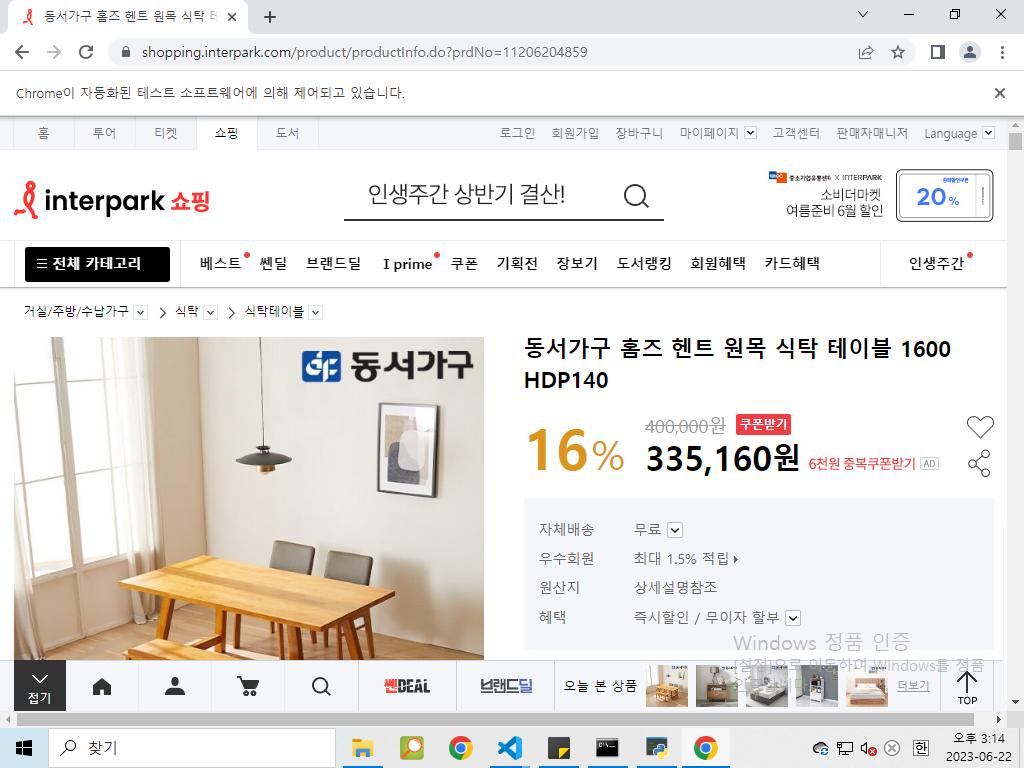 동서가구 홈즈 헨트 원목 식탁 테
shopping.interpark.com/product/productInfo.do?prdNo=11206204859
Chrome이 자동화된 테스트 소프트웨어에 의해 제어되고 있습니다.
홈 투어 티켓 쇼핑 도서 로그인 회원가입 장바구니 마이페이지 고객센터 판매자매니저 Language
interpark 쇼핑
인생주간 상반기 결산!
중소기업유통센터 X INTERPARK
소비더마켓
여름준비 6월 할인
20%
전체 카테고리 베스트 쎈딜 브랜드딜 I prime 쿠폰 기획전 장보기 도서랭킹 회원혜택 카드혜택 인생주간
거실/주방/수납가구 식탁 식탁테이블
동서가구
동서가구 홈즈 헨트 원목 식탁 테이블 1600
HDP140
16%
400,000원 쿠폰받기
335,160원 6천원 중복쿠폰받기 AD
자체배송 무료
우수회원 최대 1.5% 적립
원산지 상세설명참조
혜택 즉시할인 / 무이자 할부
Windows 정품 인증
[설정]으로 이동하여 Windows를 정품
접기 쎈DEAL 브랜드딜 오늘 본 상품 더보기 TOP
찾기
오후 3:14
2023-06-22
한